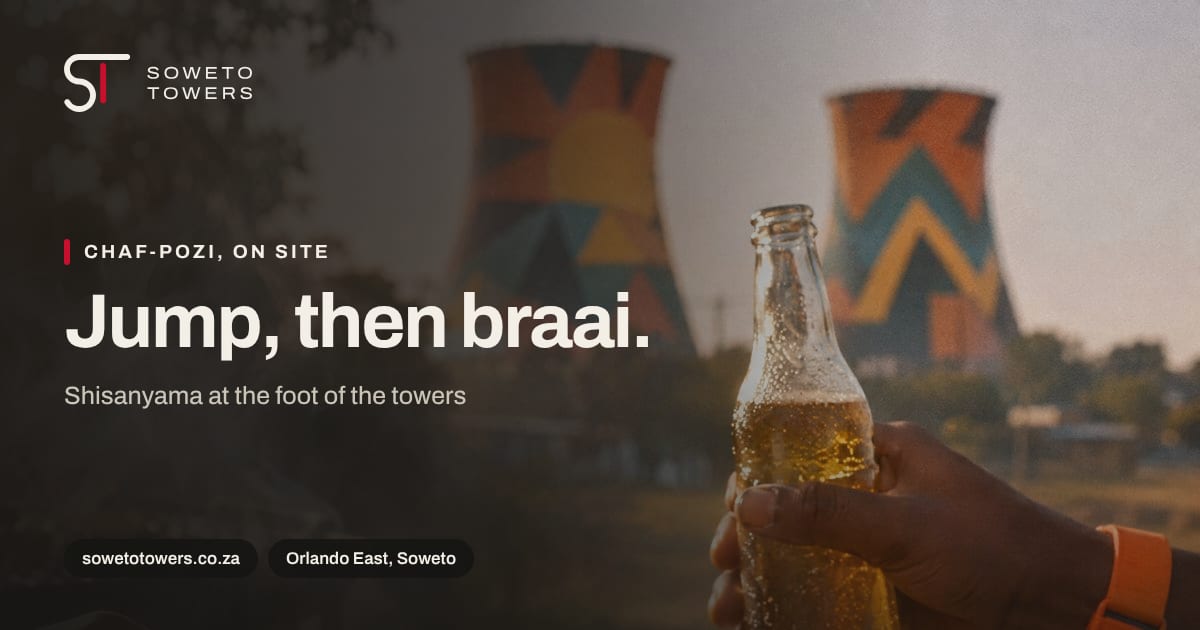 SOWETO
TOWERS
CHAF-POZI, ON SITE
Jump, then braai.
Shisanyama at the foot of the towers
sowetotowers.co.za
Orlando East, Soweto